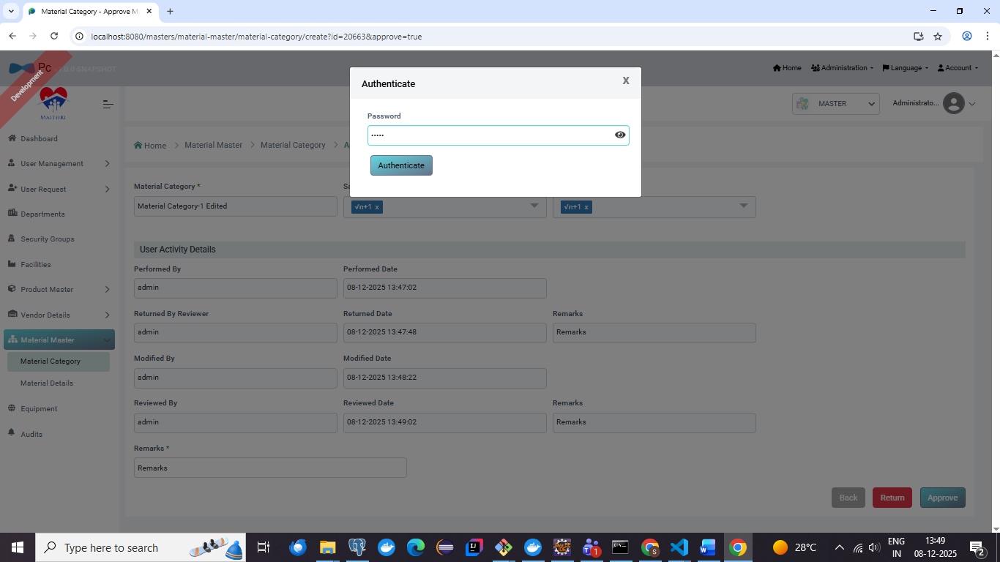 Material Category - Approve M
localhost:8080/masters/material-master/material-category/create?id=20663&approve=true
Development
Pc
.0.0-SNAPSHOT
Home
Administration
Language
Account
MAITHRI
MASTER
Administrato...
Dashboard
User Management
User Request
Departments
Security Groups
Facilities
Product Master
Vendor Details
Material Master
Material Category
Material Details
Equipment
Audits
Authenticate
X
Password
•••••
Authenticate
Home > Material Master > Material Category > A
Material Category *
Sa
Material Category-1 Edited
√n+1 x
√n+1 x
User Activity Details
Performed By
Performed Date
admin
08-12-2025 13:47:02
Returned By Reviewer
Returned Date
Remarks
admin
08-12-2025 13:47:48
Remarks
Modified By
Modified Date
admin
08-12-2025 13:48:22
Reviewed By
Reviewed Date
Remarks
admin
08-12-2025 13:49:02
Remarks
Remarks *
Remarks
Back
Return
Approve
Type here to search
1
S
28°C
ENG
IN
13:49
08-12-2025
2